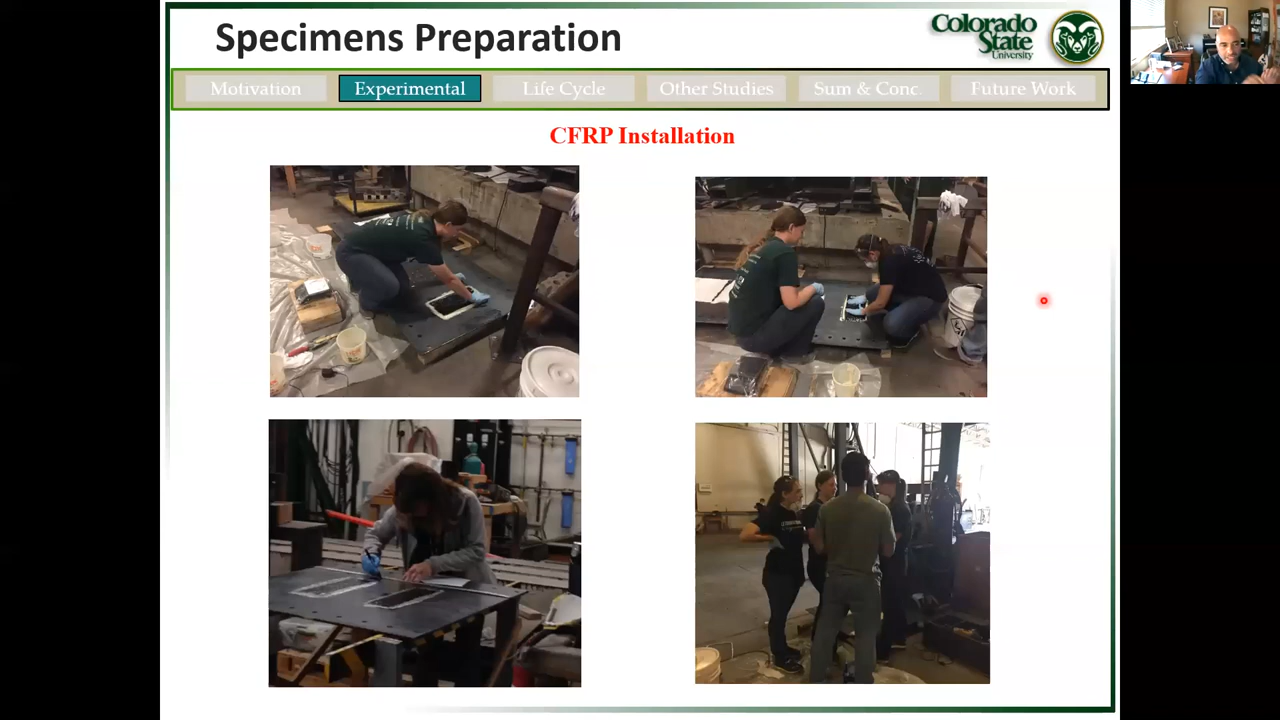 Specimens Preparation
Colorado
State
University
Motivation
Experimental
Life Cycle
Other Studies
Sum & Conc.
Future Work
CFRP Installation